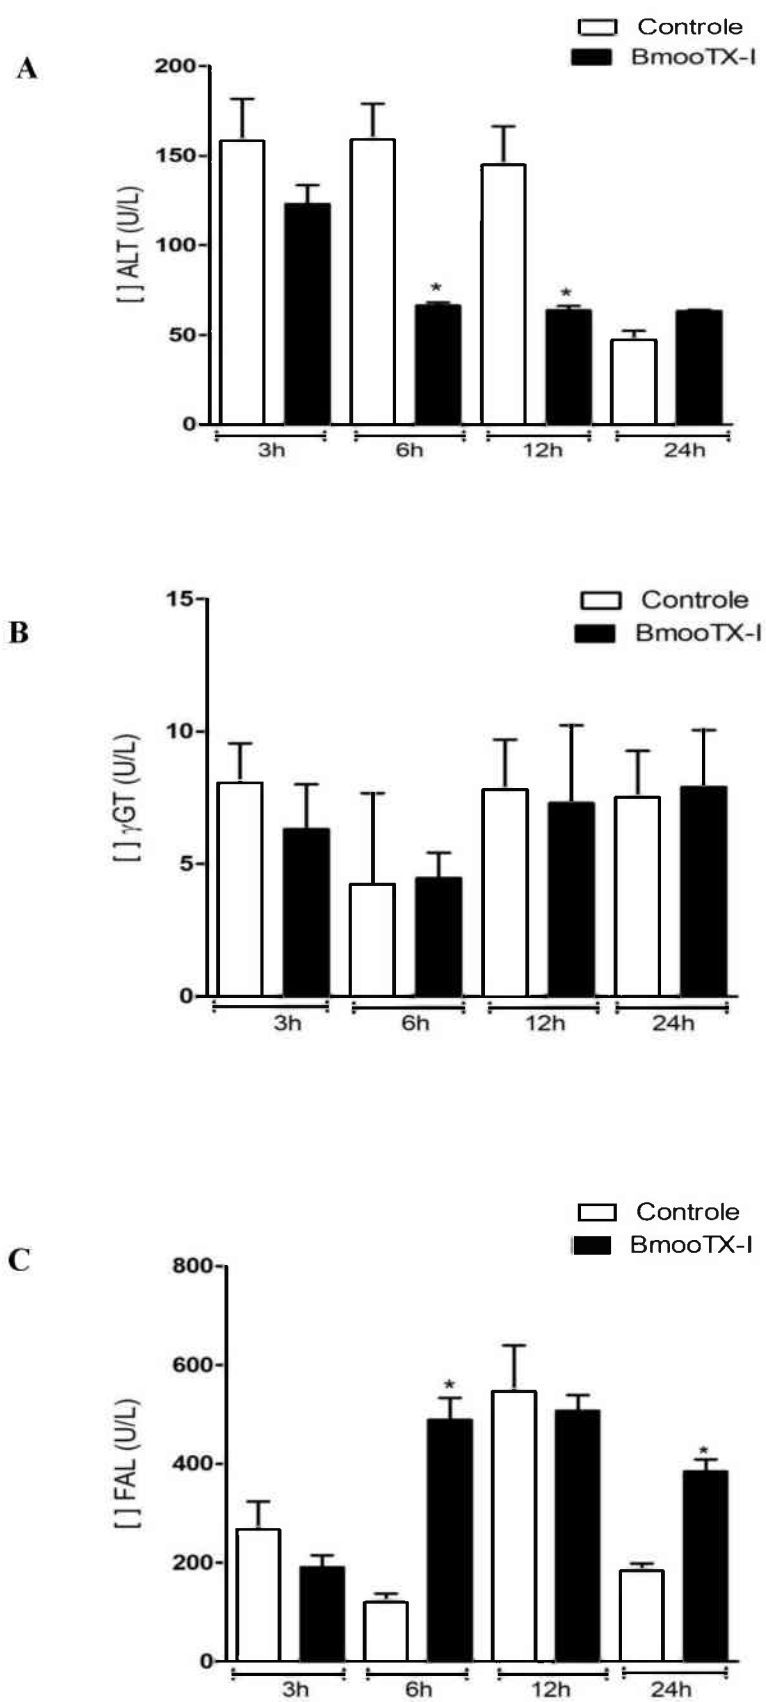 A
Controle
BmooTX-I
[ ] ALT (U/L)
200
150
100
50
0
*
*
3h
6h
12h
24h
B
Controle
BmooTX-I
[ ] γGT (U/L)
15
10
5
0
3h
6h
12h
24h
C
Controle
BmooTX-I
[ ] FAL (U/L)
800
600
400
200
0
*
*
3h
6h
12h
24h